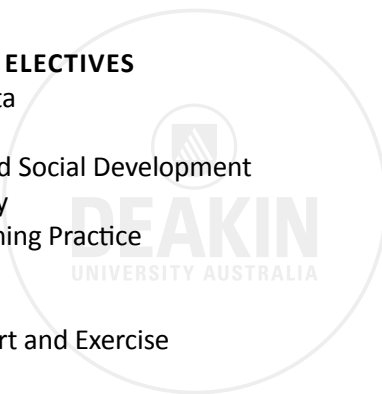 ELECTIVES
ta
d Social Development
y
ning Practice
DEAKIN
UNIVERSITY AUSTRALIA
rt and Exercise